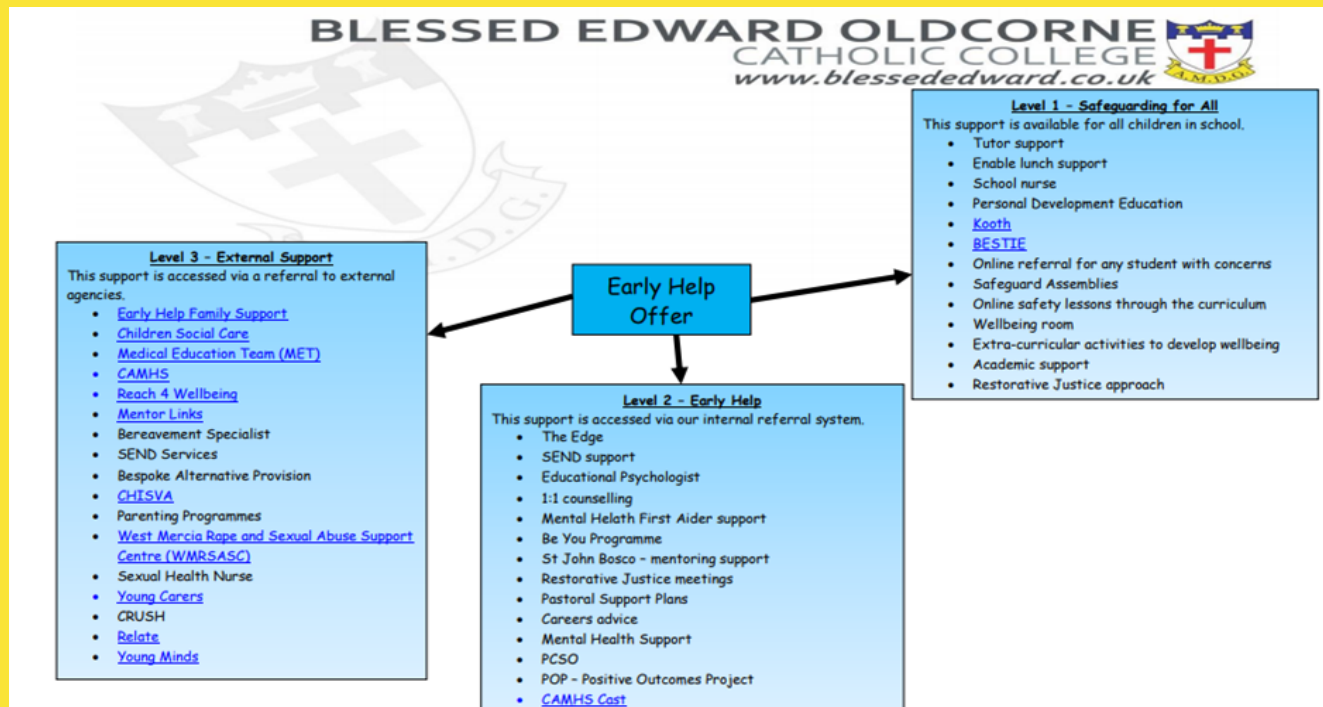 BLESSED EDWARD OLDCORNE
CATHOLIC COLLEGE
www.blessededward.co.uk
A.M.D.G.
Level 1 - Safeguarding for All
This support is available for all children in school.
• Tutor support
• Enable lunch support
• School nurse
• Personal Development Education
• Kooth
• BESTIE
• Online referral for any student with concerns
• Safeguard Assemblies
• Online safety lessons through the curriculum
• Wellbeing room
• Extra-curricular activities to develop wellbeing
• Academic support
• Restorative Justice approach
Early Help
Offer
Level 3 - External Support
This support is accessed via a referral to external
agencies.
• Early Help Family Support
• Children Social Care
• Medical Education Team (MET)
• CAMHS
• Reach 4 Wellbeing
• Mentor Links
• Bereavement Specialist
• SEND Services
• Bespoke Alternative Provision
• CHISVA
• Parenting Programmes
• West Mercia Rape and Sexual Abuse Support
Centre (WMRSASC)
• Sexual Health Nurse
• Young Carers
• CRUSH
• Relate
• Young Minds
Level 2 - Early Help
This support is accessed via our internal referral system.
• The Edge
• SEND support
• Educational Psychologist
• 1:1 counselling
• Mental Helath First Aider support
• Be You Programme
• St John Bosco - mentoring support
• Restorative Justice meetings
• Pastoral Support Plans
• Careers advice
• Mental Health Support
• PCSO
• POP - Positive Outcomes Project
• CAMHS Cast